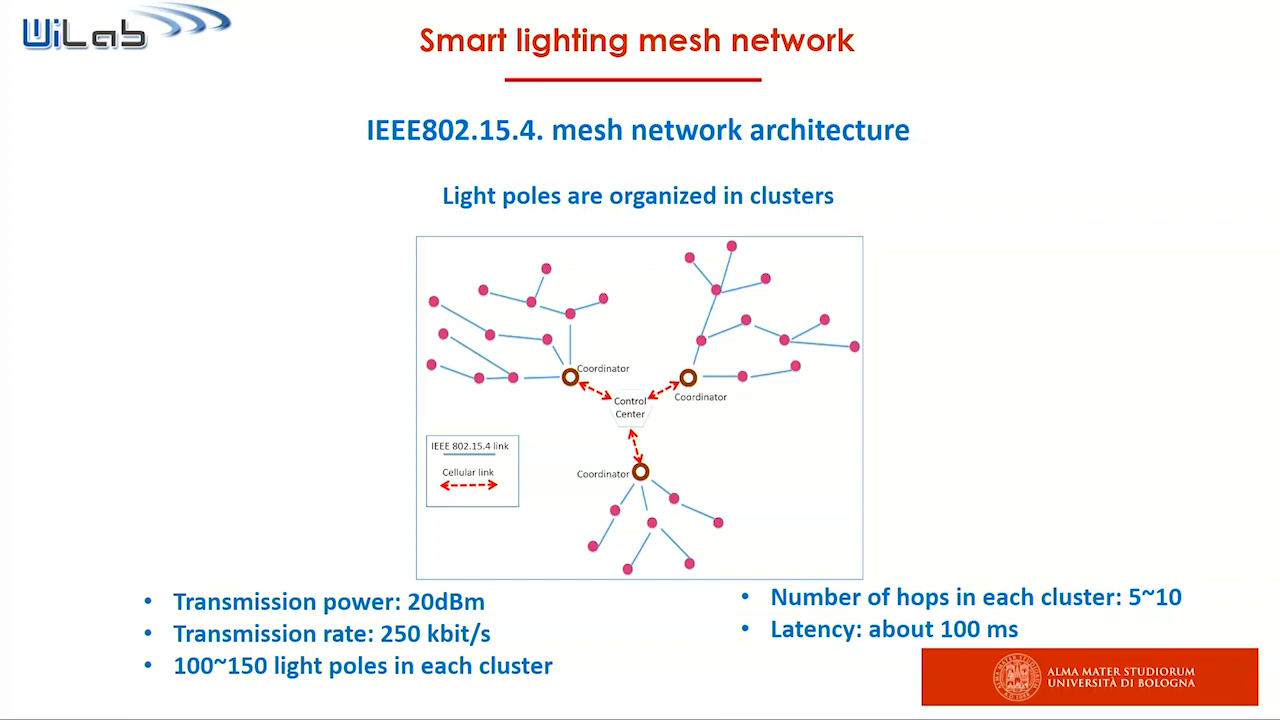 WiLab
Smart lighting mesh network
IEEE802.15.4. mesh network architecture
Light poles are organized in clusters
Coordinator
Coordinator
Control
Center
Coordinator
IEEE 802.15.4 link
Cellular link
• Transmission power: 20dBm
• Transmission rate: 250 kbit/s
• 100~150 light poles in each cluster
• Number of hops in each cluster: 5~10
• Latency: about 100 ms
ALMA MATER STUDIORUM
UNIVERSITÀ DI BOLOGNA